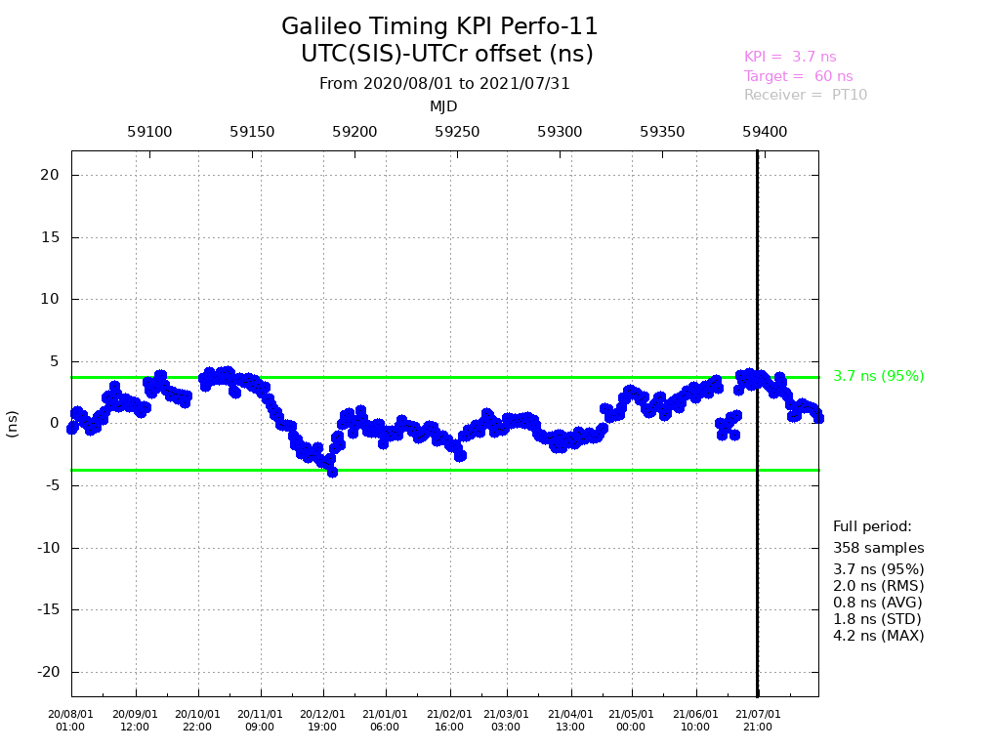 Galileo Timing KPI Perfo-11
UTC(SIS)-UTCr offset (ns)
From 2020/08/01 to 2021/07/31
MJD
KPI = 3.7 ns
Target = 60 ns
Receiver = PT10
59100 59150 59200 59250 59300 59350 59400
20
15
10
5
0
-5
-10
-15
-20
(ns)
3.7 ns (95%)
Full period:
358 samples
3.7 ns (95%)
2.0 ns (RMS)
0.8 ns (AVG)
1.8 ns (STD)
4.2 ns (MAX)
20/08/01 20/09/01 20/10/01 20/11/01 20/12/01 21/01/01 21/02/01 21/03/01 21/04/01 21/05/01 21/06/01 21/07/01
01:00 12:00 22:00 09:00 19:00 06:00 16:00 03:00 13:00 00:00 10:00 21:00